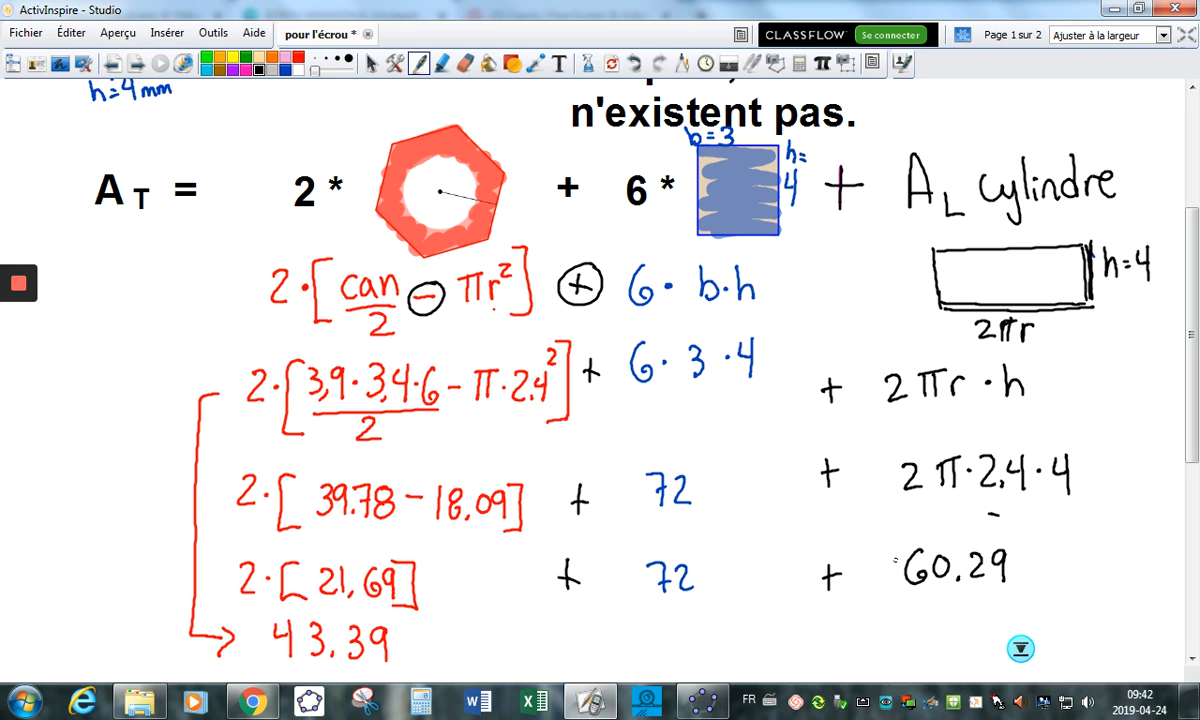 ActivInspire - Studio
Fichier Éditer Aperçu Insérer Outils Aide pour l'écrou * CLASSFLOW Se connecter Page 1 sur 2 Ajuster à la largeur
h=4mm
n'existent pas.
b=3
h=
4
A T = 2 * + 6 * + A L cylindre
h=4
2πr
2·[can/2 − πr²] + 6·b·h
2·[3,9·3,4·6/2 − π·2,4²] + 6·3·4 + 2πr·h
2·[39.78 − 18,09] + 72 + 2π·2,4·4
2·[21,69] + 72 + 60.29
→ 43.39
FR 09:42
2019-04-24